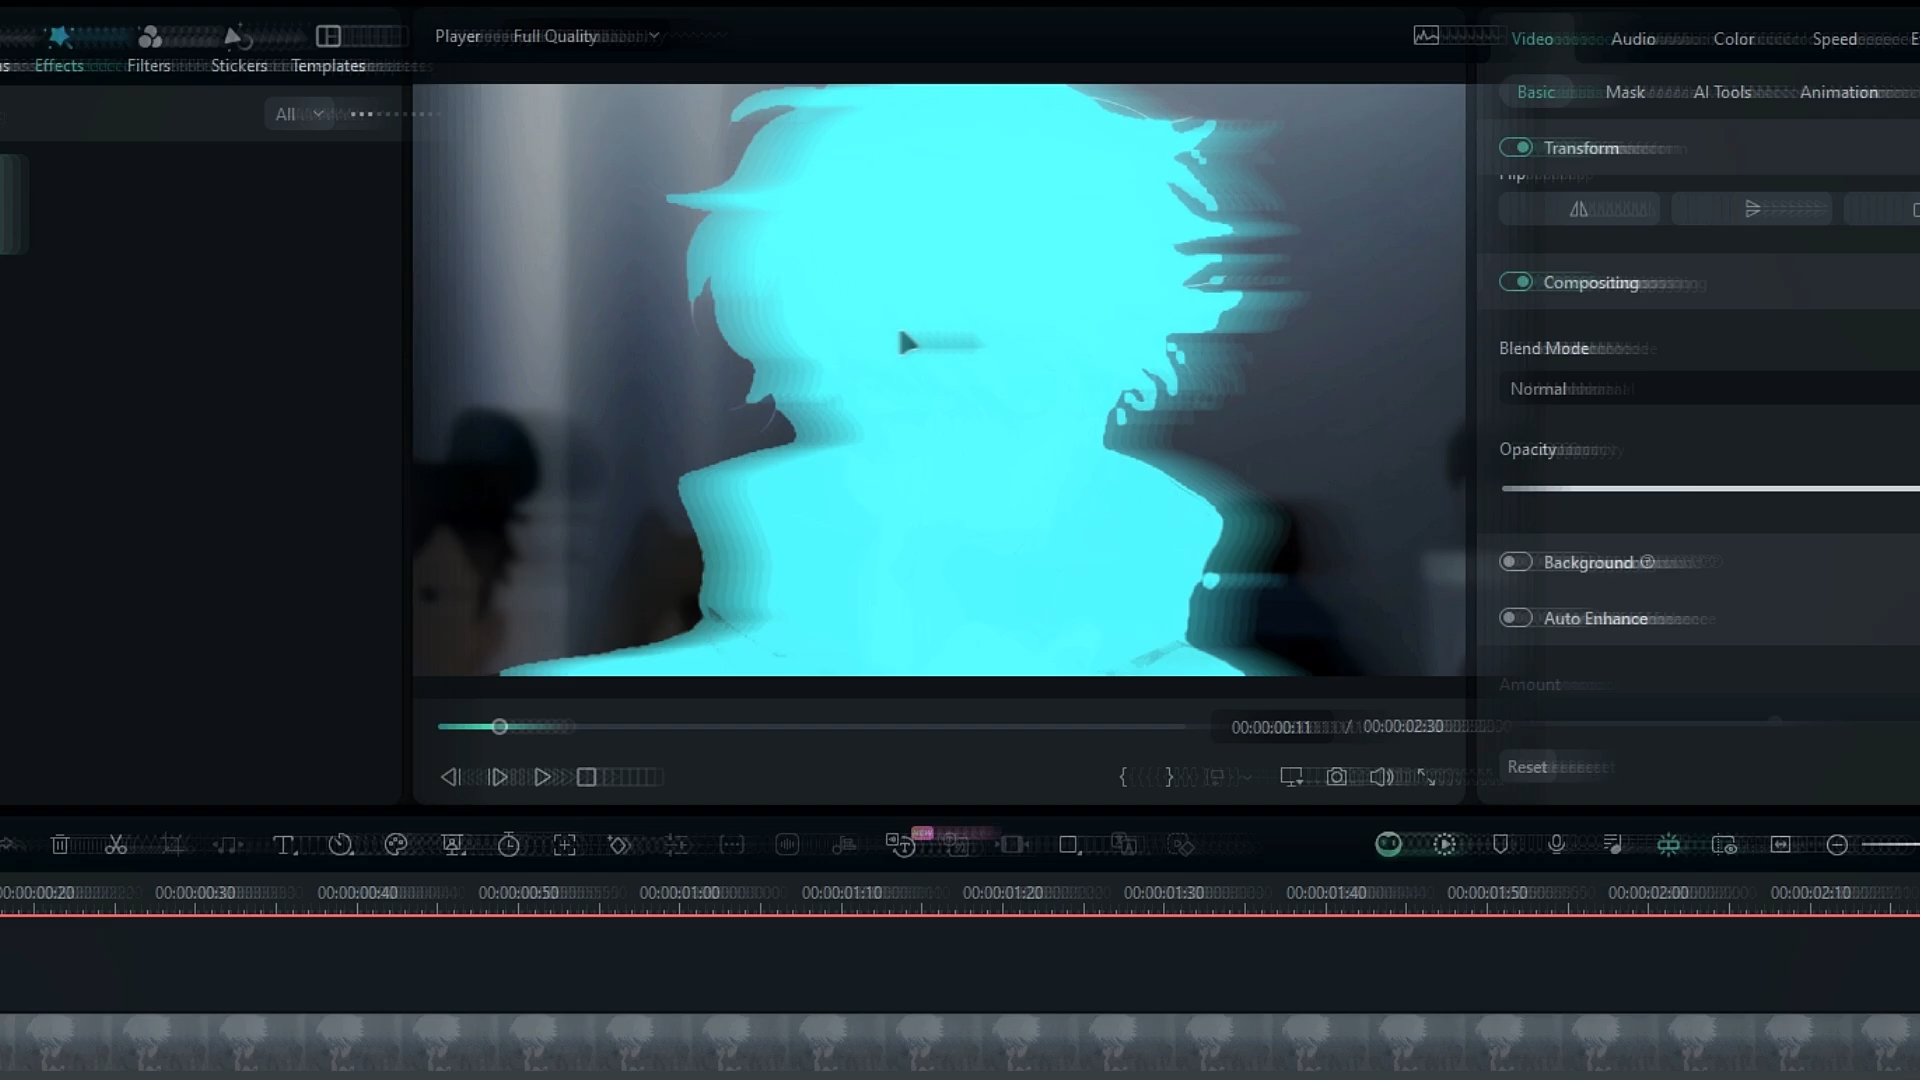 Player Full Quality
Video Audio Color Speed
Effects Filters Stickers Templates
Basic Mask AI Tools Animation
All
Transform
Flip
Compositing
Blend Mode
Normal
Opacity
Background
Auto Enhance
Amount
00:00:00:11 / 00:00:02:30
Reset
NEW
00:00:00:20 00:00:00:30 00:00:00:40 00:00:00:50 00:00:01:00 00:00:01:10 00:00:01:20 00:00:01:30 00:00:01:40 00:00:01:50 00:00:02:00 00:00:02:10